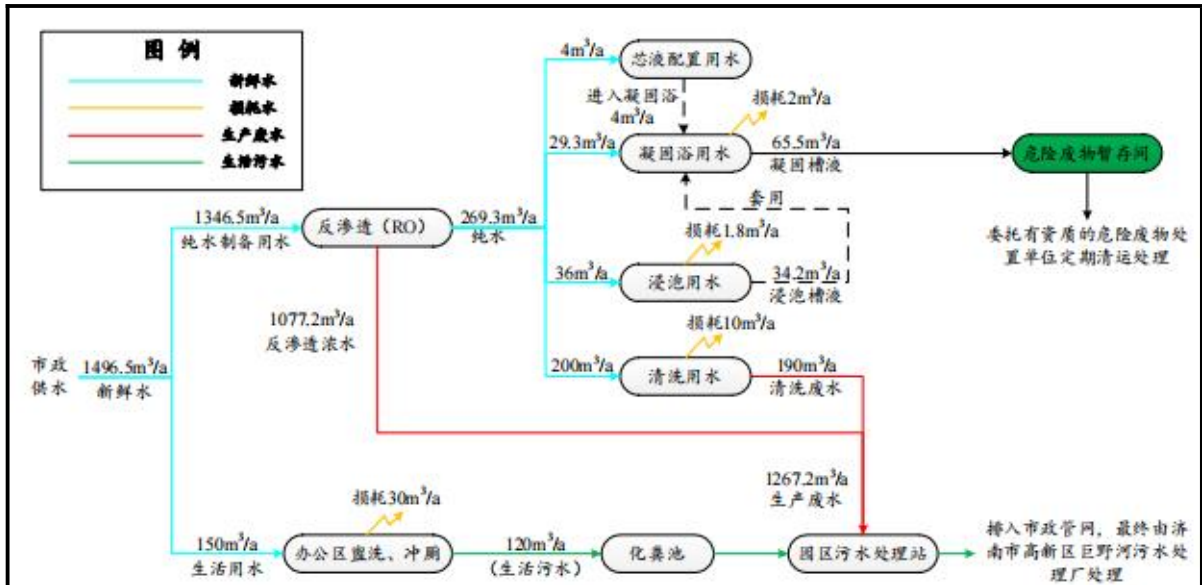 图 例
新鲜水
损耗水
生产废水
生活污水
4m³/a
芯液配置用水
进入凝固浴
4m³/a
损耗2m³/a
29.3m³/a
凝固浴用水
65.5m³/a
凝固槽液
危险废物暂存间
套用
委托有资质的危险废物处
置单位定期清运处理
1346.5m³/a
纯水制备用水
反渗透（RO）
269.3m³/a
纯水
损耗1.8m³/a
36m³/a
浸泡用水
34.2m³/a
浸泡槽液
1077.2m³/a
反渗透浓水
损耗10m³/a
市政
供水
1496.5m³/a
新鲜水
200m³/a
清洗用水
190m³/a
清洗废水
1267.2m³/a
生产废水
损耗30m³/a
150m³/a
生活用水
办公区盥洗、冲厕
120m³/a
(生活污水)
化粪池
园区污水处理站
排入市政管网，最终由济
南市高新区巨野河污水处
理厂处理